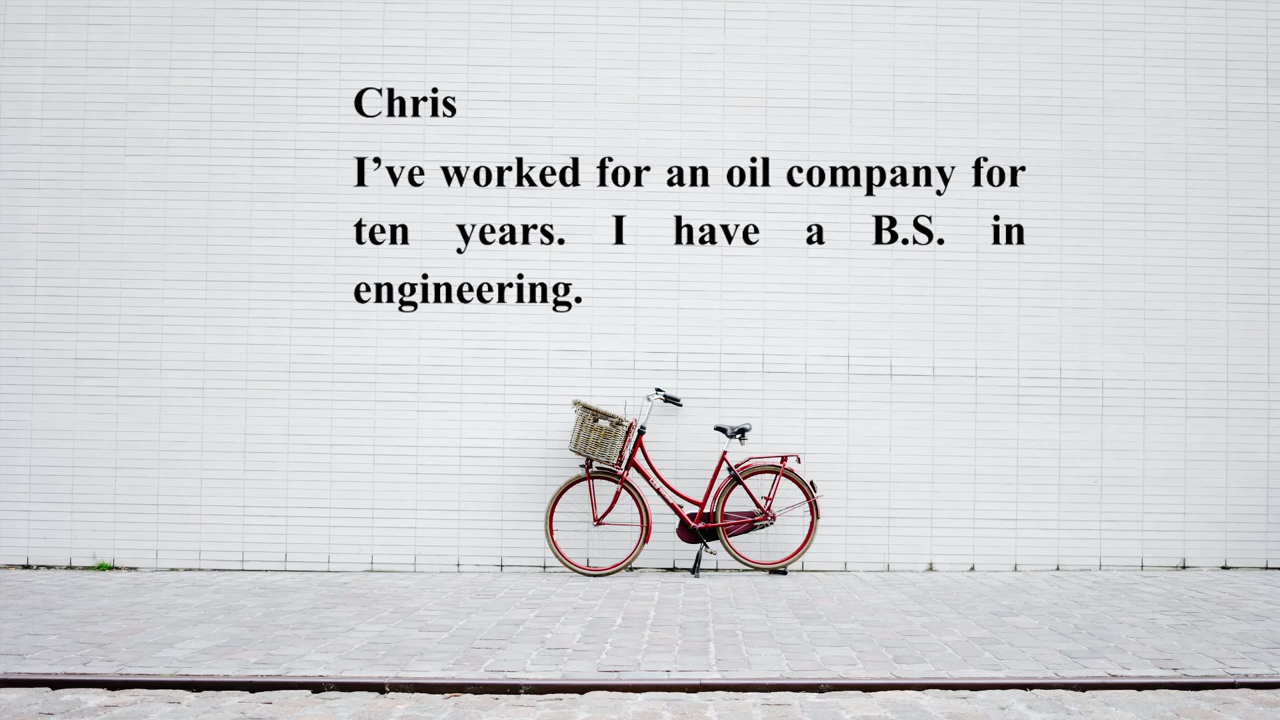 Chris
I’ve worked for an oil company for
ten years. I have a B.S. in
engineering.